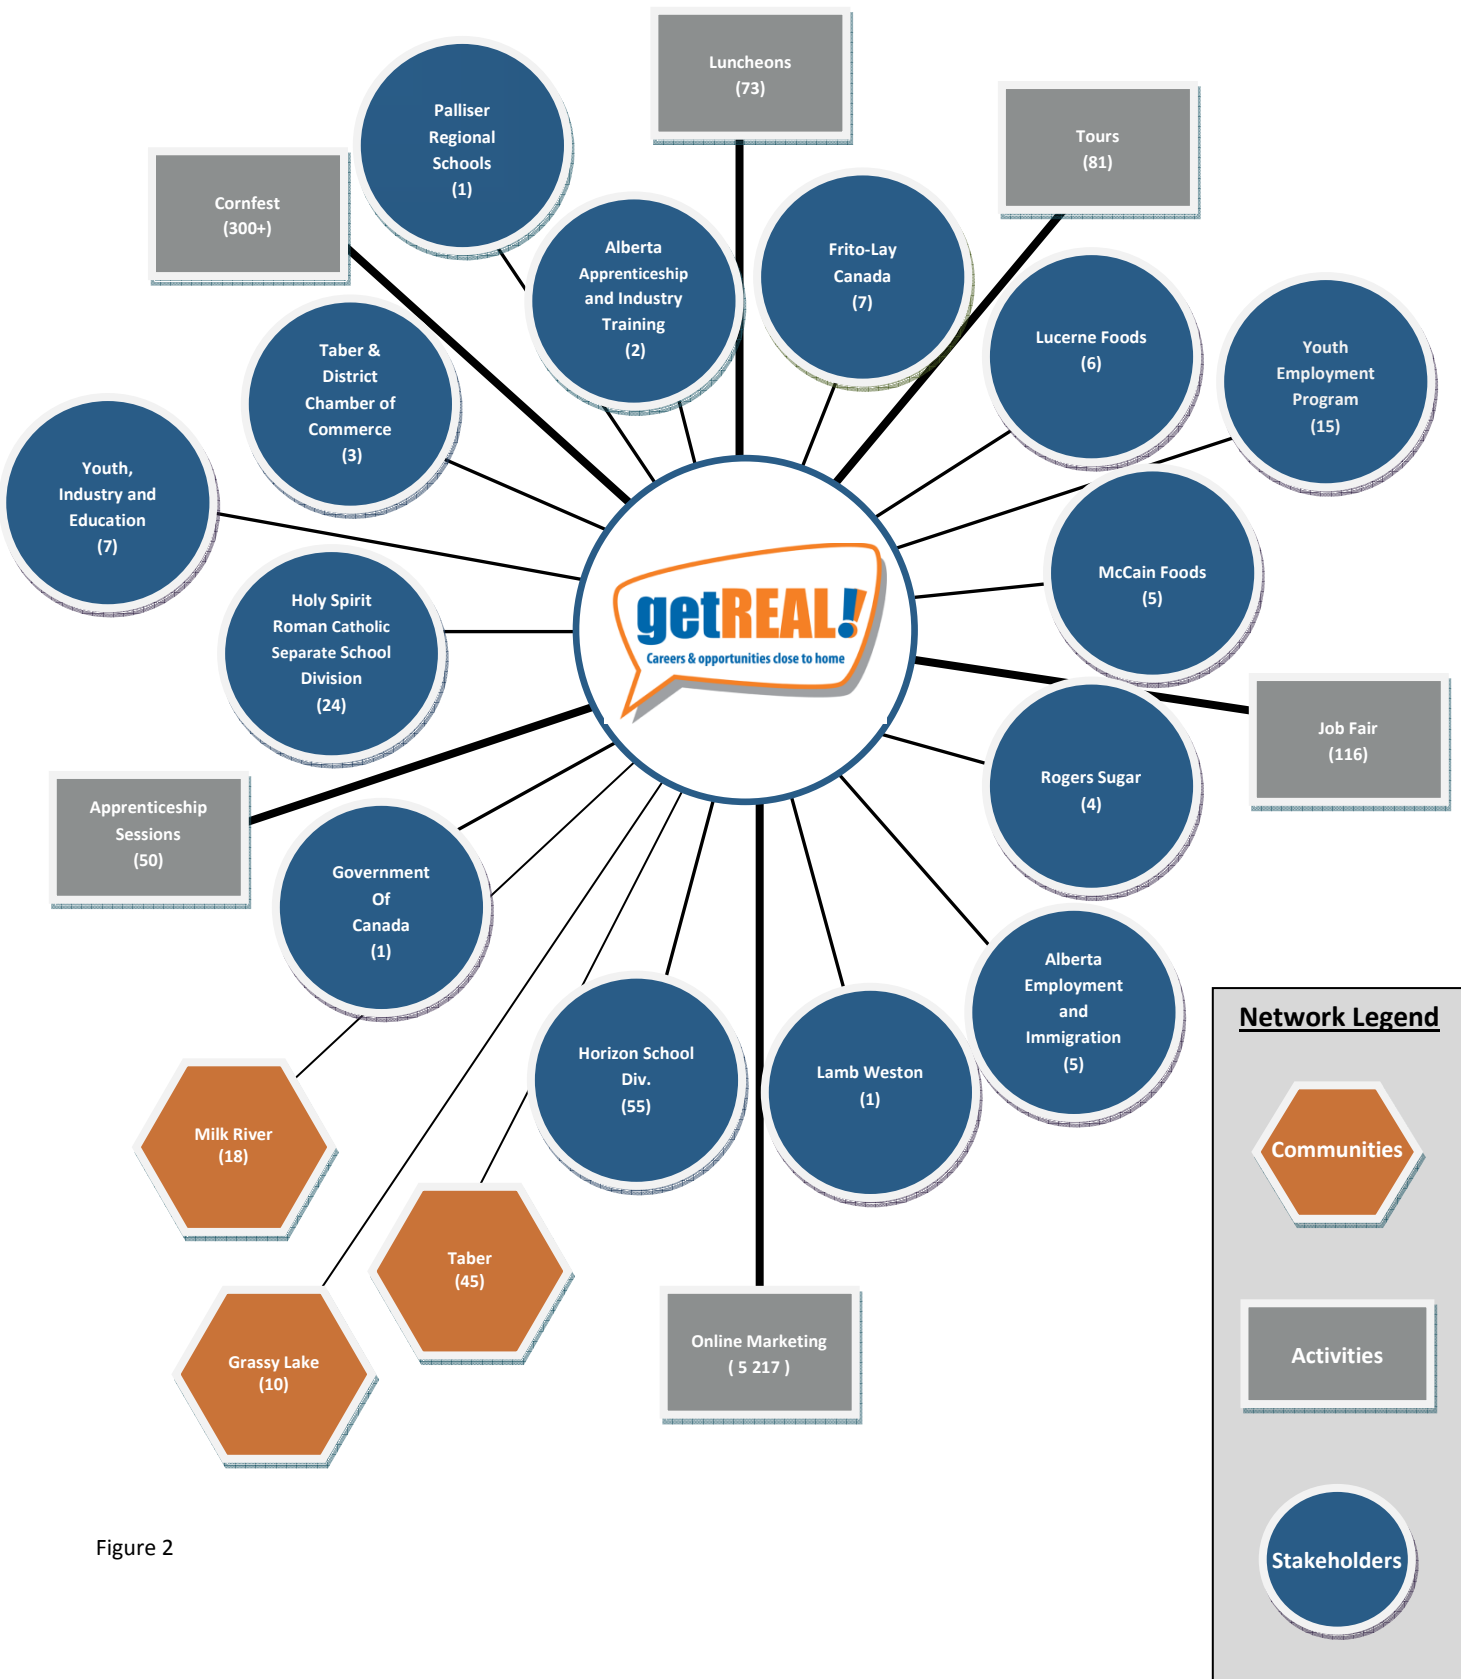 Luncheons
(73)
Tours
(81)
Palliser
Regional
Schools
(1)
Cornfest
(300+)
Alberta
Apprenticeship
and Industry
Training
(2)
Frito-Lay
Canada
(7)
Lucerne Foods
(6)
Youth
Employment
Program
(15)
Taber &
District
Chamber of
Commerce
(3)
Youth,
Industry and
Education
(7)
McCain Foods
(5)
Holy Spirit
Roman Catholic
Separate School
Division
(24)
getREAL!
Careers & opportunities close to home
Job Fair
(116)
Rogers Sugar
(4)
Apprenticeship
Sessions
(50)
Government
Of
Canada
(1)
Alberta
Employment
and
Immigration
(5)
Horizon School
Div.
(55)
Lamb Weston
(1)
Milk River
(18)
Taber
(45)
Grassy Lake
(10)
Online Marketing
( 5 217 )
Network Legend
Communities
Activities
Stakeholders
Figure 2